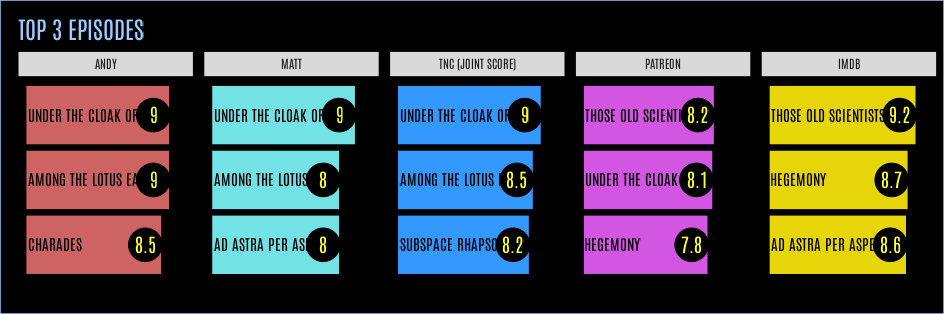 TOP 3 EPISODES
ANDY
MATT
TNC (JOINT SCORE)
PATREON
IMDB
UNDER THE CLOAK OF 9
UNDER THE CLOAK OF 9
UNDER THE CLOAK OF 9
THOSE OLD SCIENTI 8.2
THOSE OLD SCIENTISTS 9.2
AMONG THE LOTUS EA 9
AMONG THE LOTUS 8
AMONG THE LOTUS 8.5
UNDER THE CLOAK 8.1
HEGEMONY 8.7
CHARADES 8.5
AD ASTRA PER AS 8
SUBSPACE RHAPSO 8.2
HEGEMONY 7.8
AD ASTRA PER ASPE 8.6